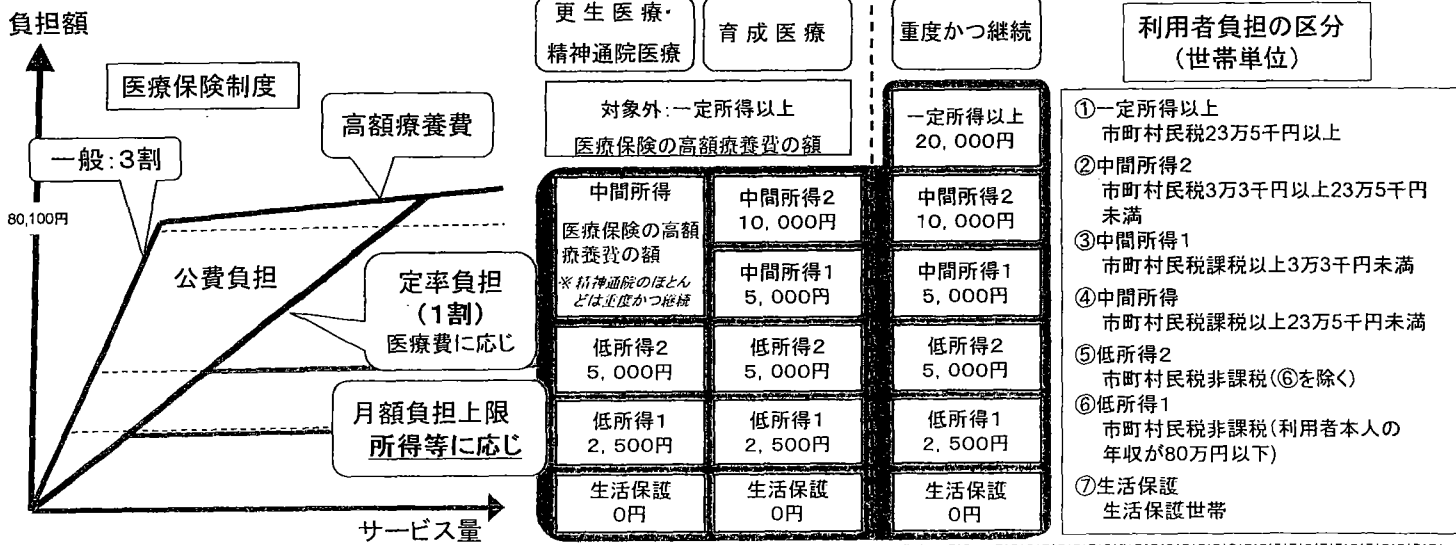 負担額
医療保険制度
一般:3割
高額療養費
80,100円
公費負担
定率負担
(1割)
医療費に応じ
月額負担上限
所得等に応じ
サービス量
更生医療・
精神通院医療
育成医療
重度かつ継続
対象外:一定所得以上
医療保険の高額療養費の額
一定所得以上
20,000円
中間所得
医療保険の高額
療養費の額
※精神通院のほとん
どは重度かつ継続
中間所得2
10,000円
中間所得2
10,000円
中間所得1
5,000円
中間所得1
5,000円
低所得2
5,000円
低所得2
5,000円
低所得2
5,000円
低所得1
2,500円
低所得1
2,500円
低所得1
2,500円
生活保護
0円
生活保護
0円
生活保護
0円
利用者負担の区分
(世帯単位)
①一定所得以上
市町村民税23万5千円以上
②中間所得2
市町村民税3万3千円以上23万5千円
未満
③中間所得1
市町村民税課税以上3万3千円未満
④中間所得
市町村民税課税以上23万5千円未満
⑤低所得2
市町村民税非課税(⑥を除く)
⑥低所得1
市町村民税非課税(利用者本人の
年収が80万円以下)
⑦生活保護
生活保護世帯